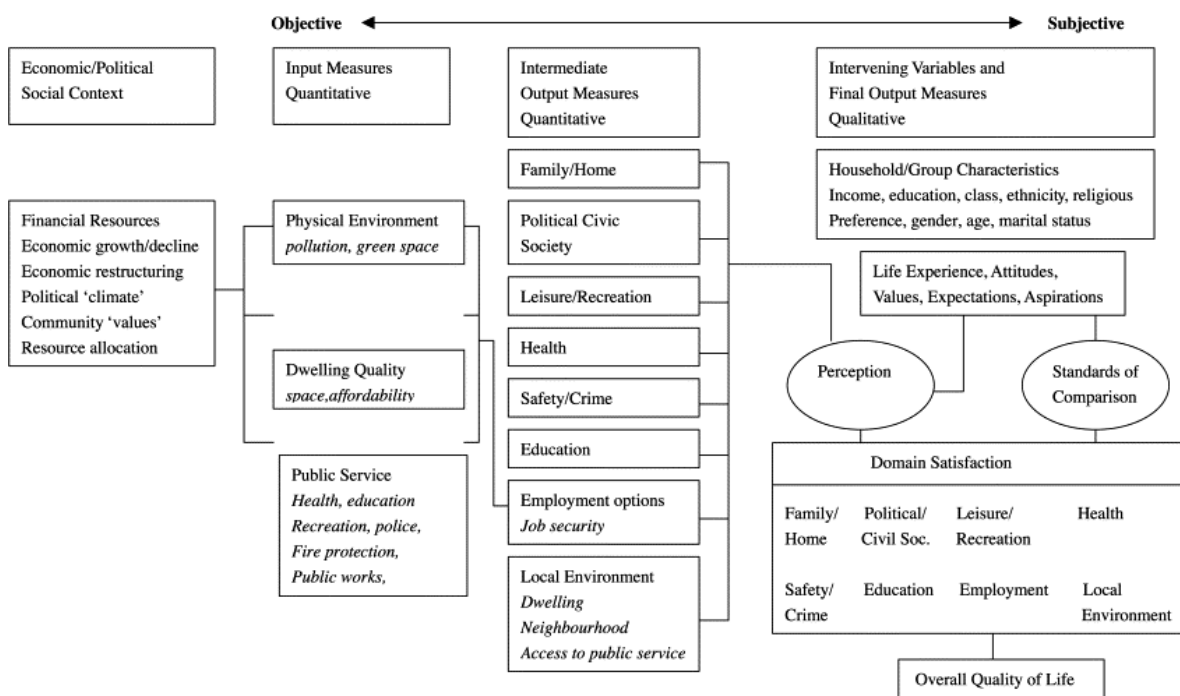 Objective
Subjective
Economic/Political
Social Context
Input Measures
Quantitative
Intermediate
Output Measures
Quantitative
Intervening Variables and
Final Output Measures
Qualitative
Financial Resources
Economic growth/decline
Economic restructuring
Political ‘climate’
Community ‘values’
Resource allocation
Physical Environment
pollution, green space
Dwelling Quality
space,affordability
Public Service
Health, education
Recreation, police,
Fire protection,
Public works,
Family/Home
Political Civic
Society
Leisure/Recreation
Health
Safety/Crime
Education
Employment options
Job security
Local Environment
Dwelling
Neighbourhood
Access to public service
Household/Group Characteristics
Income, education, class, ethnicity, religious
Preference, gender, age, marital status
Life Experience, Attitudes,
Values, Expectations, Aspirations
Perception
Standards of
Comparison
Domain Satisfaction
Family/
Home
Political/
Civil Soc.
Leisure/
Recreation
Health
Safety/
Crime
Education
Employment
Local
Environment
Overall Quality of Life